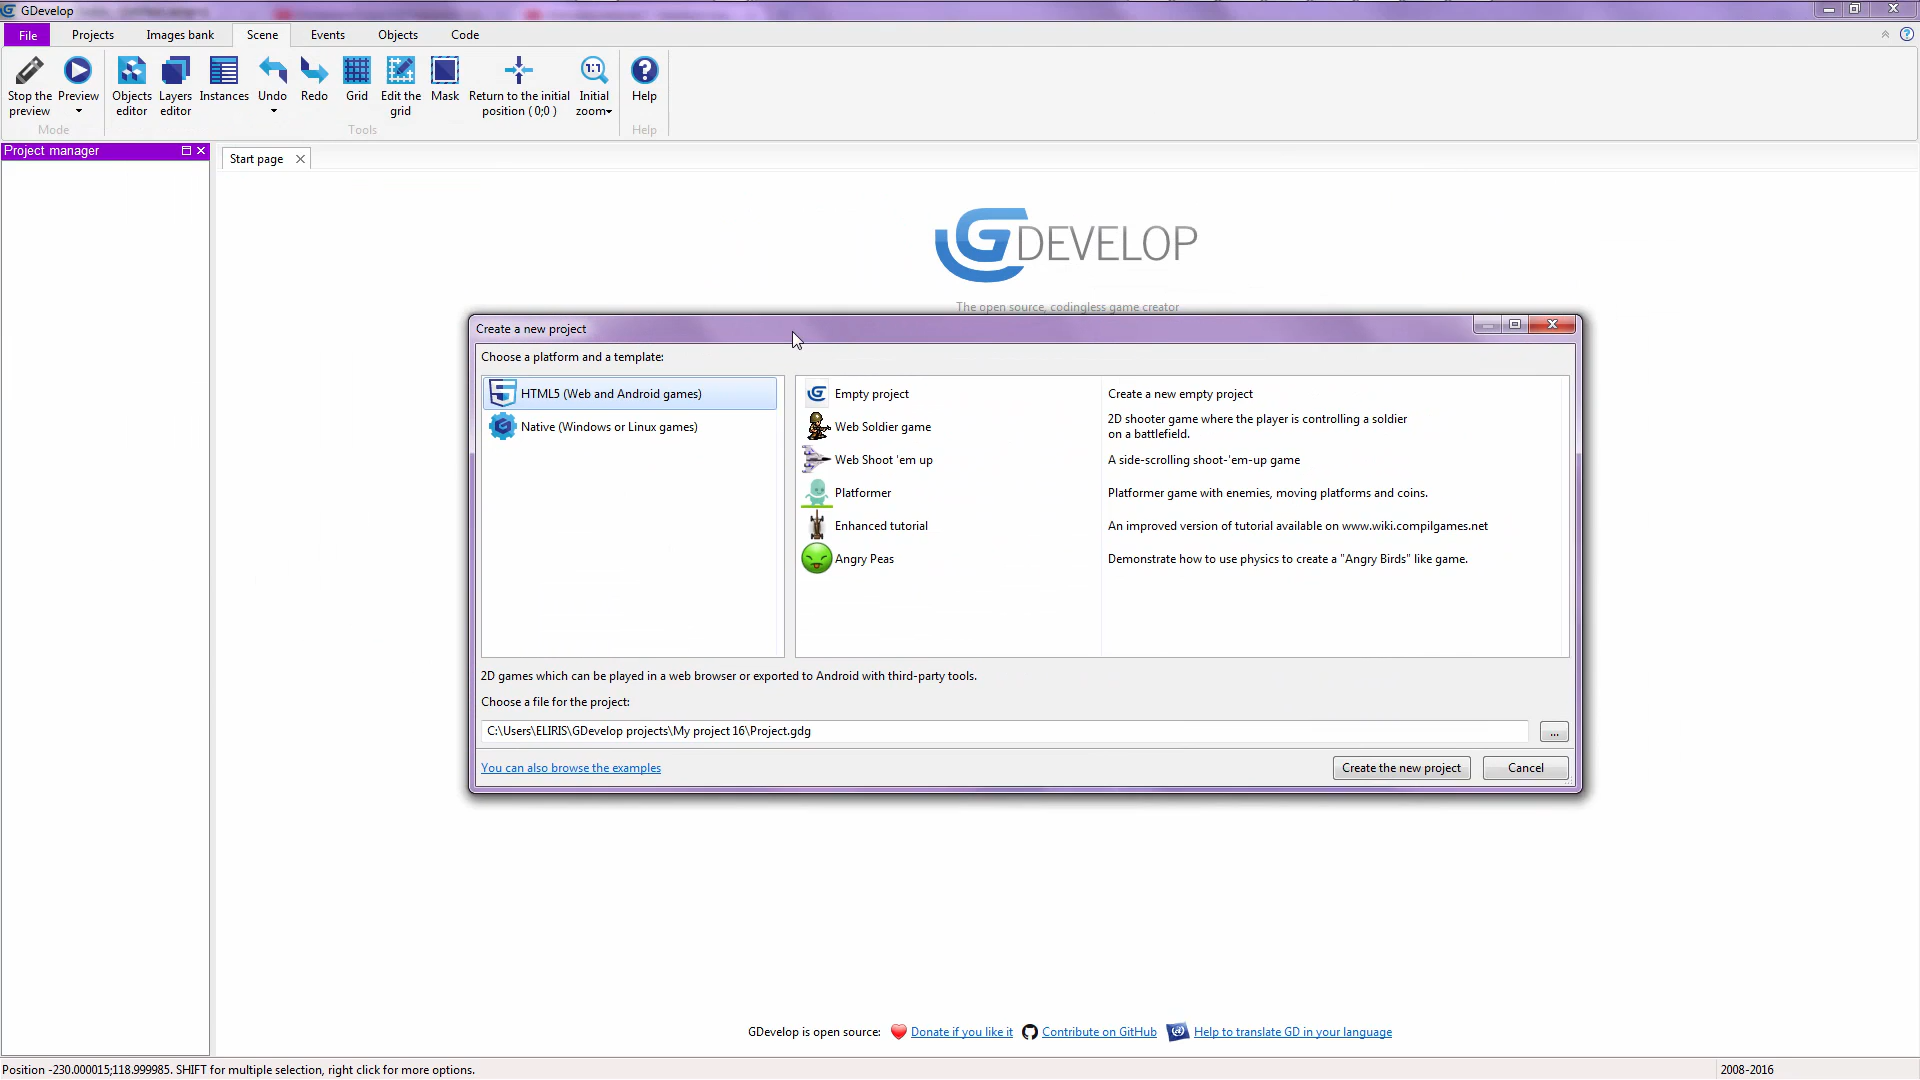 GDevelop
File Projects Images bank Scene Events Objects Code
Stop the preview
Preview
Objects editor
Layers editor
Instances
Undo
Redo
Grid
Edit the grid
Mask
Return to the initial position ( 0;0 )
Initial zoom
1:1
Help
Mode
Tools
Help
Project manager
Start page
GDEVELOP
The open source, codingless game creator
Create a new project
Choose a platform and a template:
HTML5 (Web and Android games)
Native (Windows or Linux games)
Empty project Create a new empty project
Web Soldier game 2D shooter game where the player is controlling a soldier
on a battlefield.
Web Shoot 'em up A side-scrolling shoot-'em-up game
Platformer Platformer game with enemies, moving platforms and coins.
Enhanced tutorial An improved version of tutorial available on www.wiki.compilgames.net
Angry Peas Demonstrate how to use physics to create a "Angry Birds" like game.
2D games which can be played in a web browser or exported to Android with third-party tools.
Choose a file for the project:
C:\Users\ELIRIS\GDevelop projects\My project 16\Project.gdg
...
You can also browse the examples
Create the new project
Cancel
GDevelop is open source: Donate if you like it Contribute on GitHub Help to translate GD in your language
Position -230.000015;118.999985. SHIFT for multiple selection, right click for more options.
2008-2016